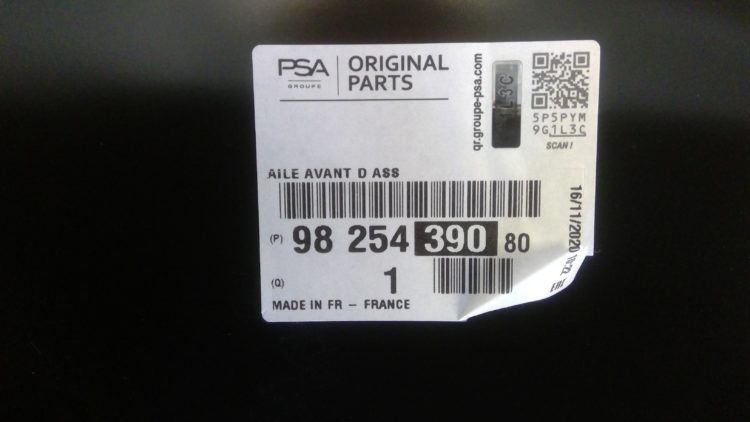 PSA
GROUPE
ORIGINAL
PARTS
qr.groupe-psa.com
1L3C
5P5PYM
9G1L3C
SCAN !
AILE AVANT D ASS
(P) 98 254 390 80
(Q) 1
16/11/2020
MADE IN FR – FRANCE